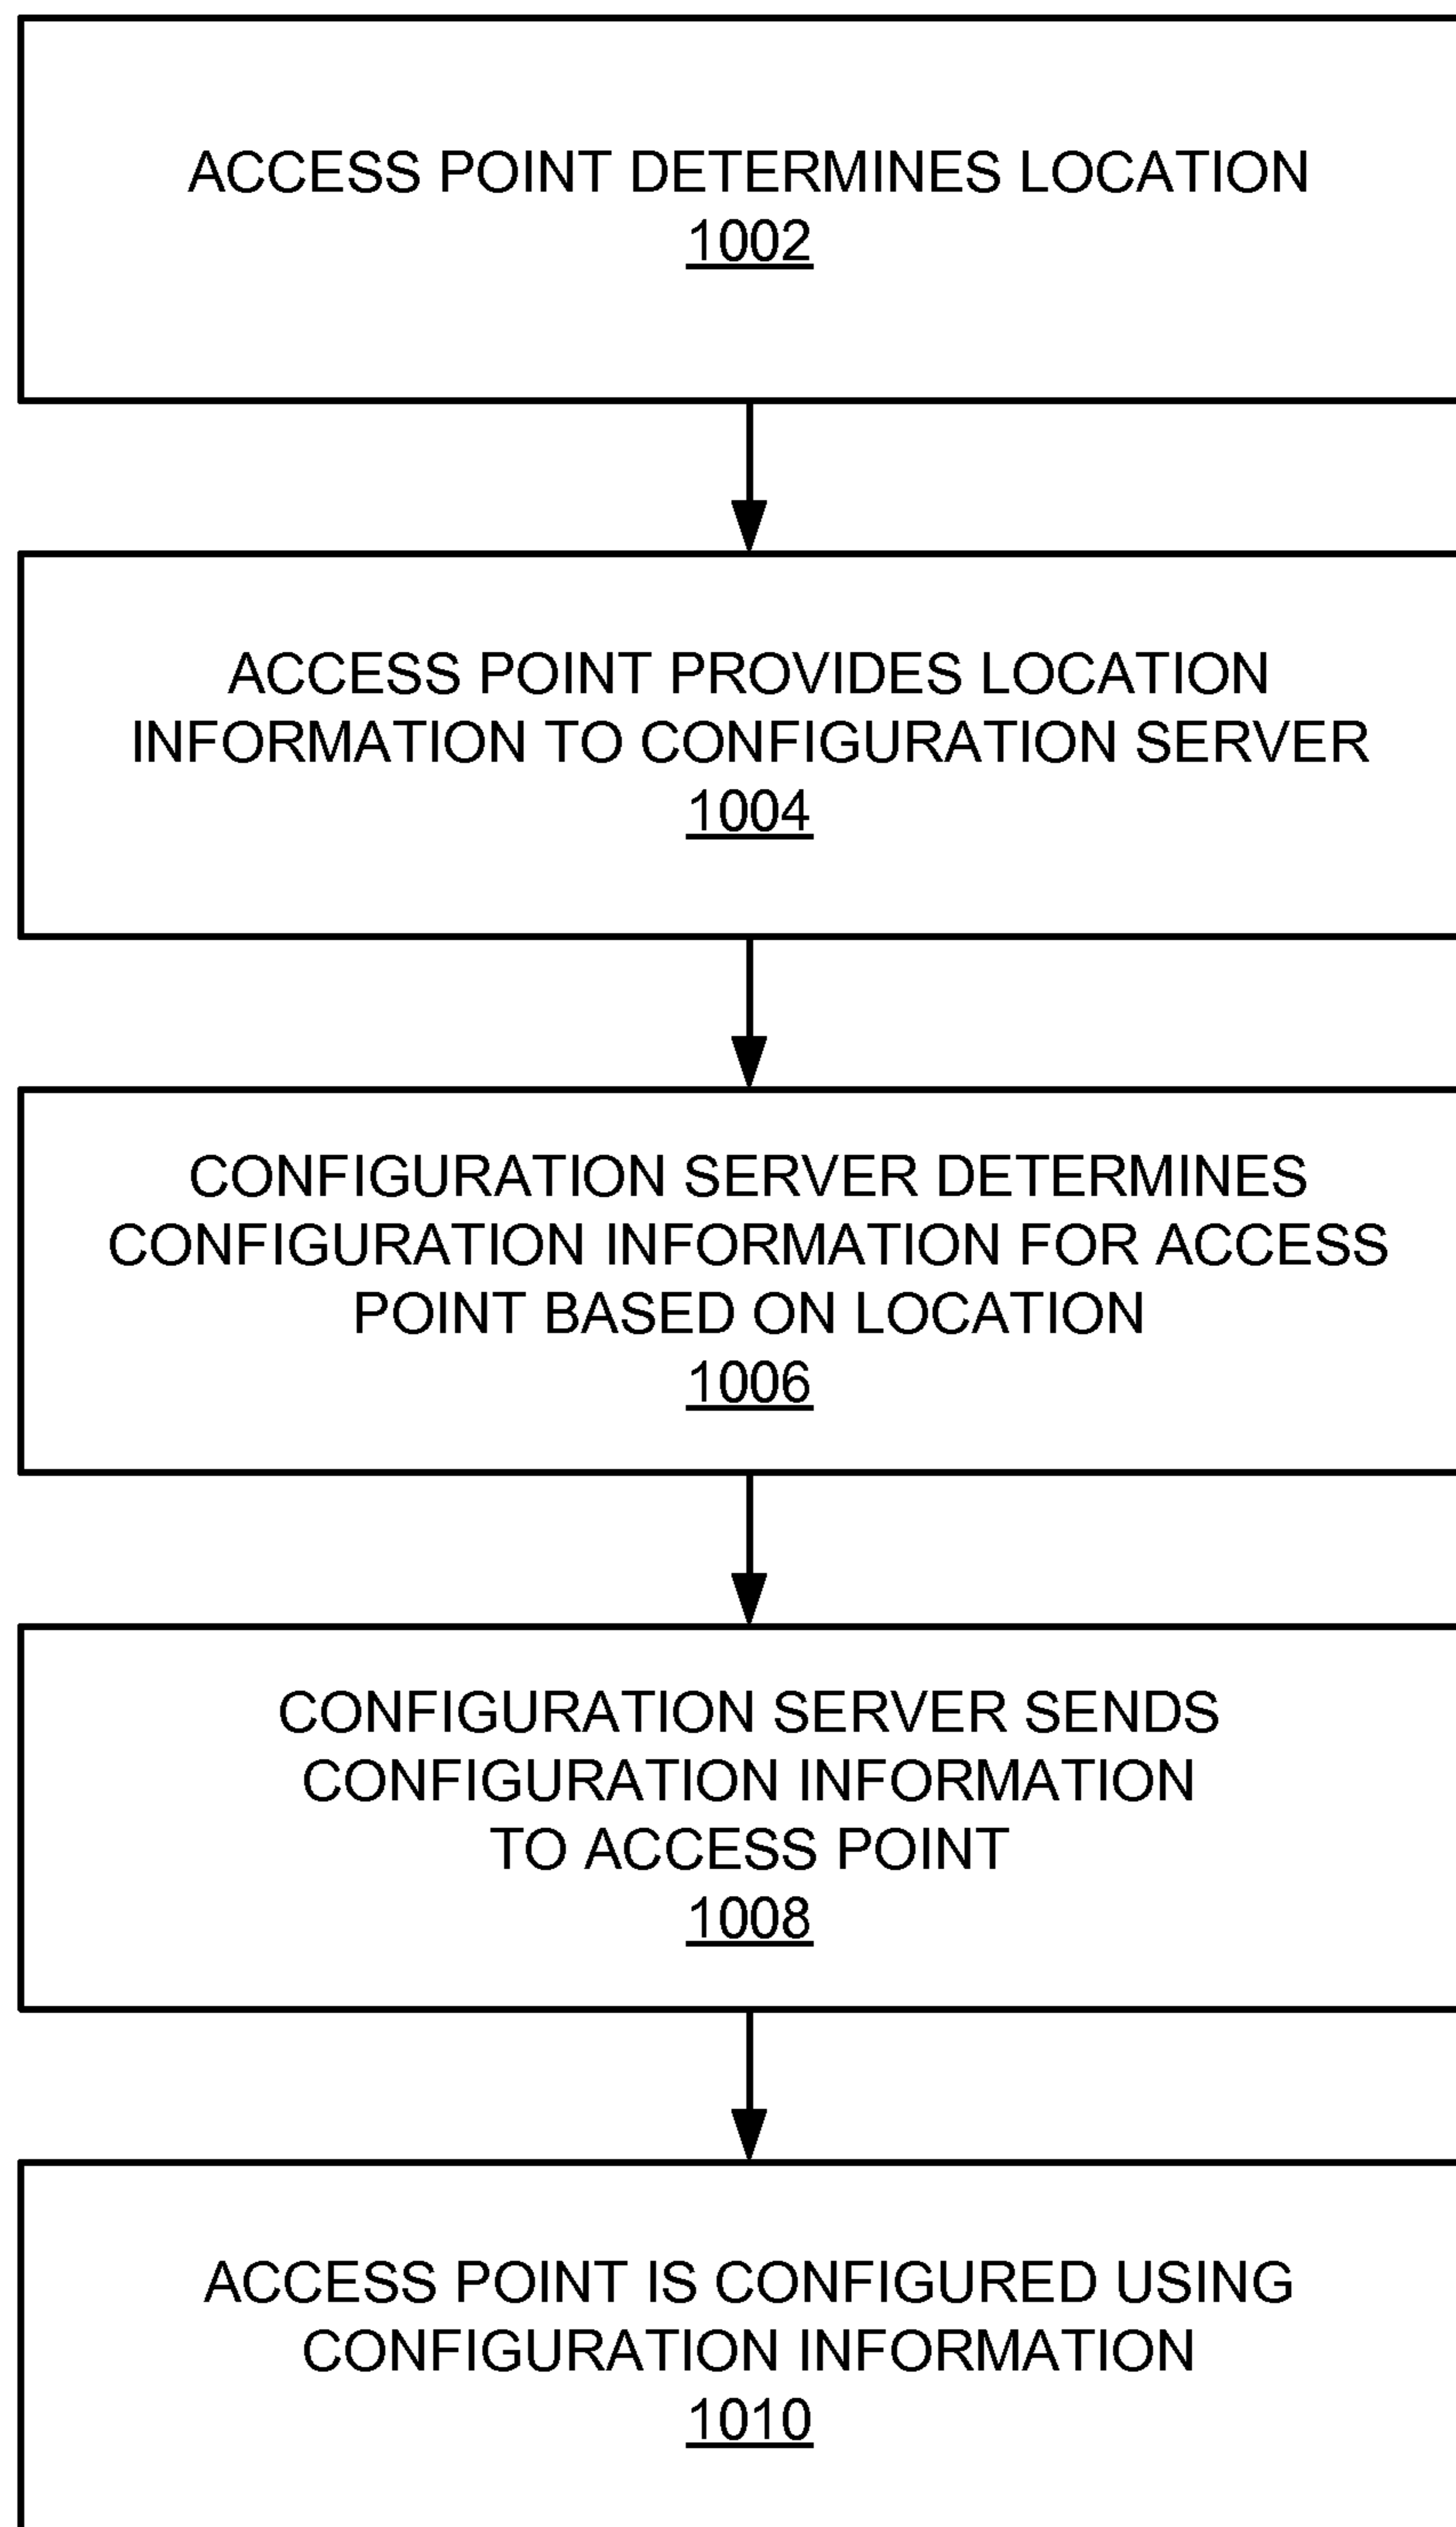 ACCESS POINT DETERMINES LOCATION
1002
ACCESS POINT PROVIDES LOCATION
INFORMATION TO CONFIGURATION SERVER
1004
CONFIGURATION SERVER DETERMINES
CONFIGURATION INFORMATION FOR ACCESS
POINT BASED ON LOCATION
1006
CONFIGURATION SERVER SENDS
CONFIGURATION INFORMATION
TO ACCESS POINT
1008
ACCESS POINT IS CONFIGURED USING
CONFIGURATION INFORMATION
1010